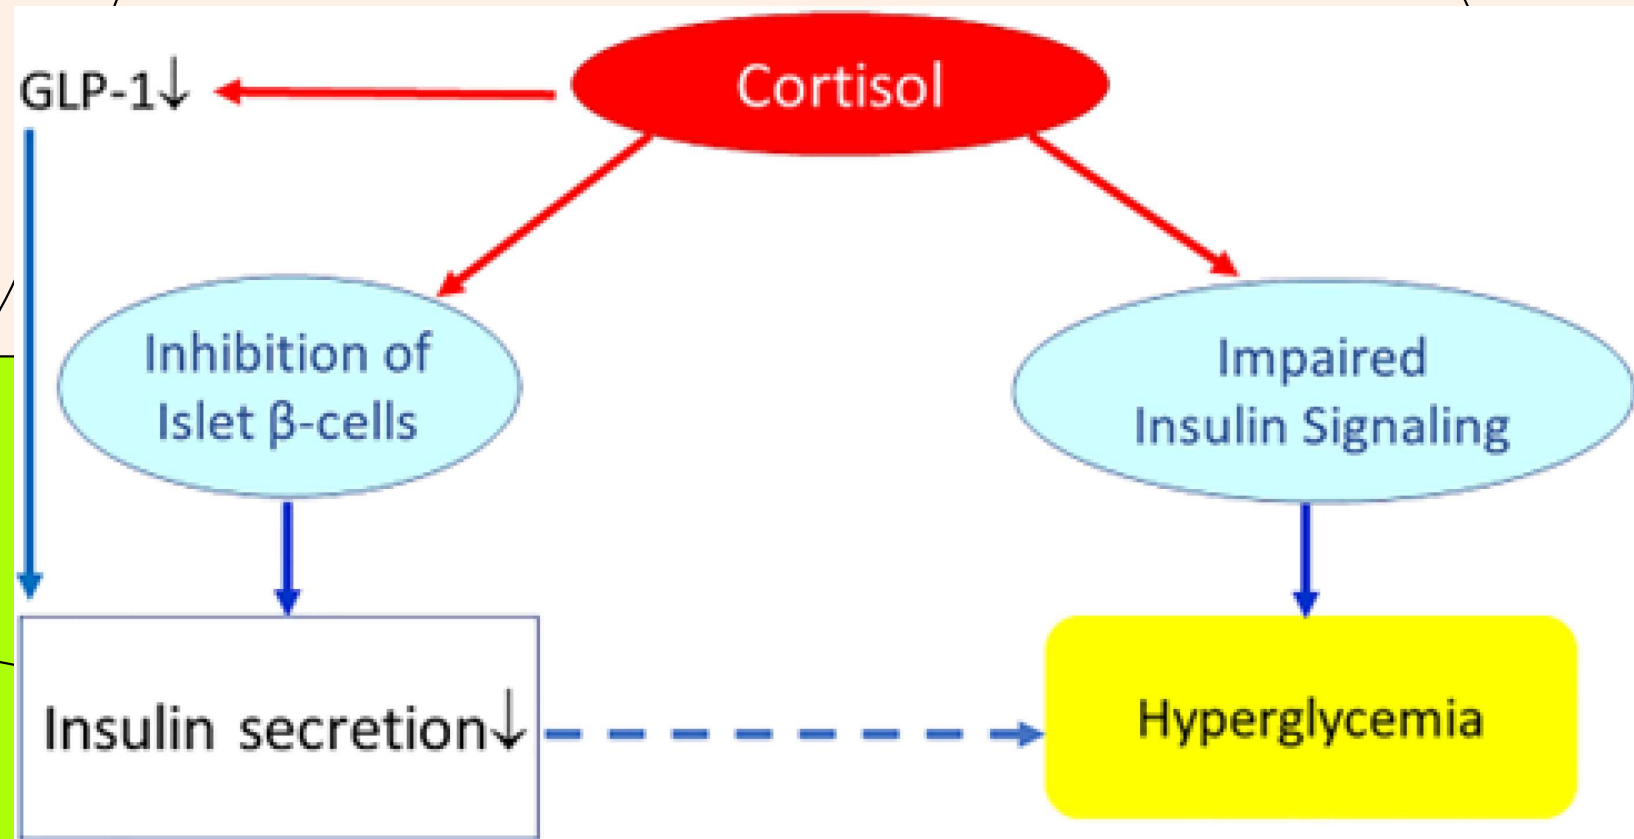 Cortisol
GLP-1↓
Inhibition of
Islet β-cells
Impaired
Insulin Signaling
Insulin secretion↓
Hyperglycemia